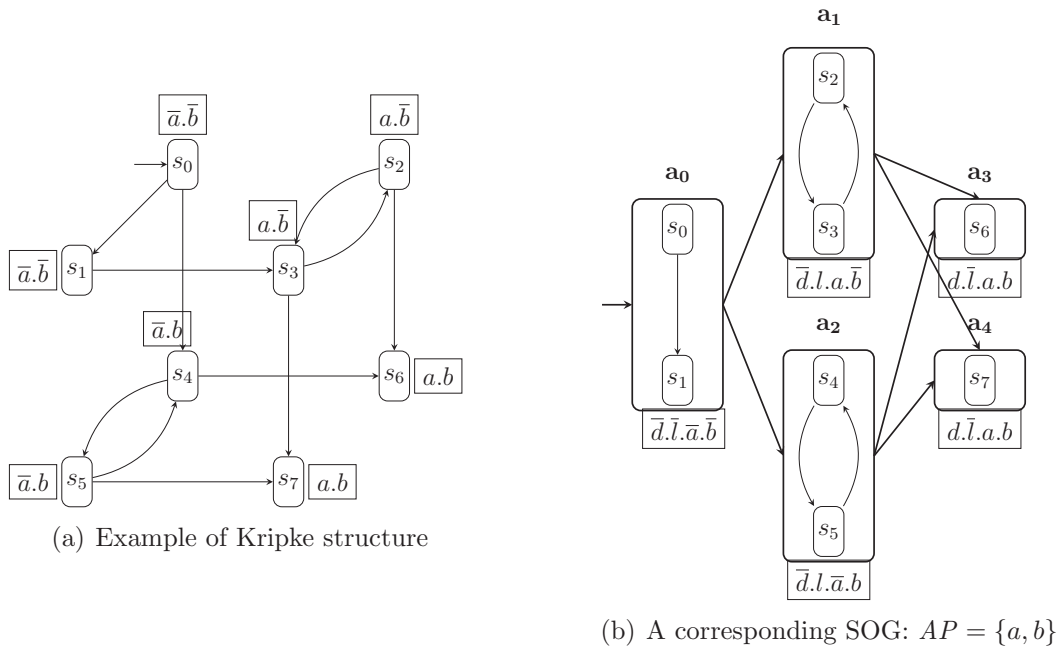 a̅.b̅
s₀
a.b̅
s₂
a̅.b̅
s₁
a.b̅
s₃
a̅.b
s₄
s₆
a.b
a̅.b
s₅
s₇
a.b
(a) Example of Kripke structure
a₀
s₀
s₁
d̅.l̅.a̅.b̅
a₁
s₂
s₃
d̅.l.a.b̅
a₂
s₄
s₅
d̅.l.a̅.b
a₃
s₆
d.l̅.a.b
a₄
s₇
d.l̅.a.b
(b) A corresponding SOG: AP = {a, b}